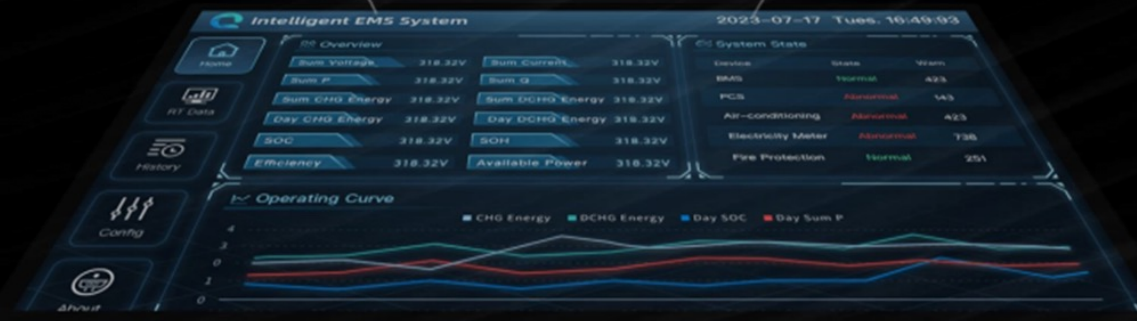 Intelligent EMS System 2023-07-17 Tues. 16:49:93
Home
RT Data
History
Config
About
Overview
Sum Voltage 318.32V Sum Current 318.32V
Sum P 318.32V Sum Q 318.32V
Sum CHG Energy 318.32V Sum DCHG Energy 318.32V
Day CHG Energy 318.32V Day DCHG Energy 318.32V
SOC 318.32V SOH 318.32V
Efficiency 318.32V Available Power 318.32V
System State
Device State Warn
BMS Normal 423
PCS Abnormal 143
Air-conditioning Abnormal 423
Electricity Meter Abnormal 736
Fire Protection Normal 251
Operating Curve
CHG Energy DCHG Energy Day SOC Day Sum P
4
3
0
1
0